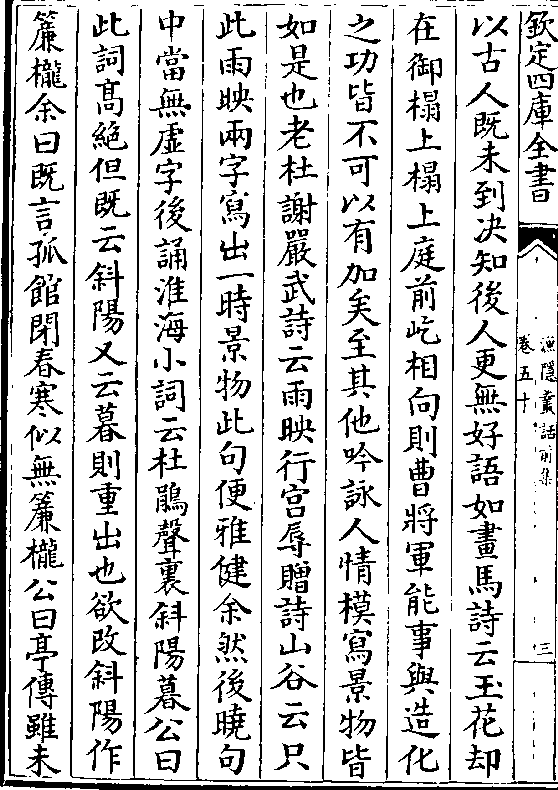 欽定四庫全書
漁隱叢話前集
卷五十
三
以古人既未到決知後人更無好語如畫馬詩云玉花却
在御榻上榻上庭前屹相向則曹將軍能事與造化
之功皆不可以有加矣至其他吟詠人情模寫景物皆
如是也老杜謝嚴武詩云雨映行宮辱贈詩山谷云只
此雨映兩字寫出一時景物此句便雅健余然後曉句
中當無虛字後誦淮海小詞云杜鵑聲裏斜陽暮公曰
此詞髙絶但既云斜陽又云暮則重出也欲改斜陽作
簾櫳余曰既言孤館閉春寒似無簾櫳公曰亭傳雖未